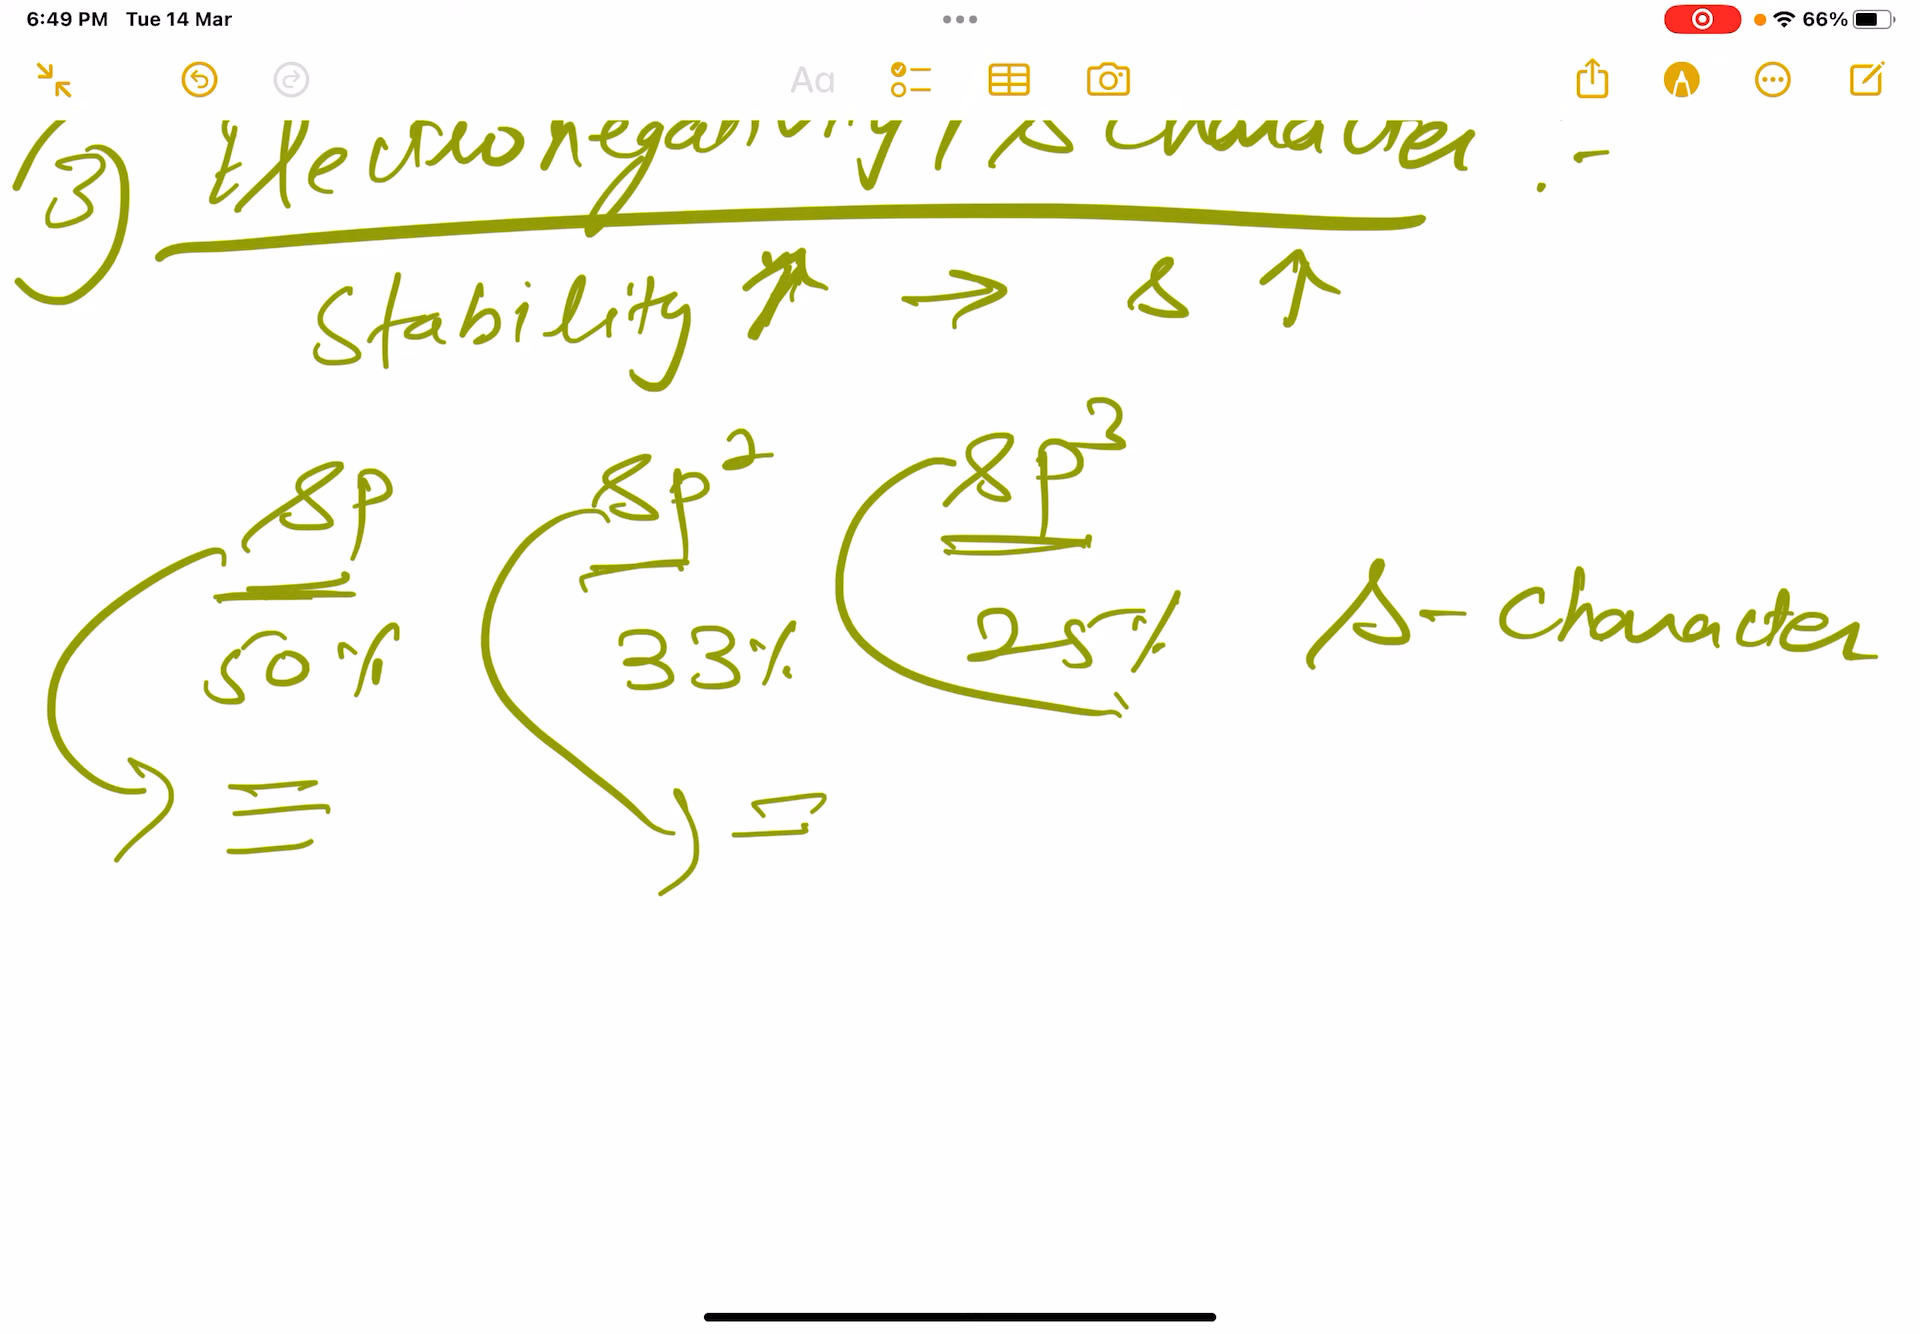 6:49 PM Tue 14 Mar 66%
Aa
(3) Electronegativity / s character :-
Stability ↑ → s ↑
sp sp² sp³
50% 33% 25% s-character
≡ =